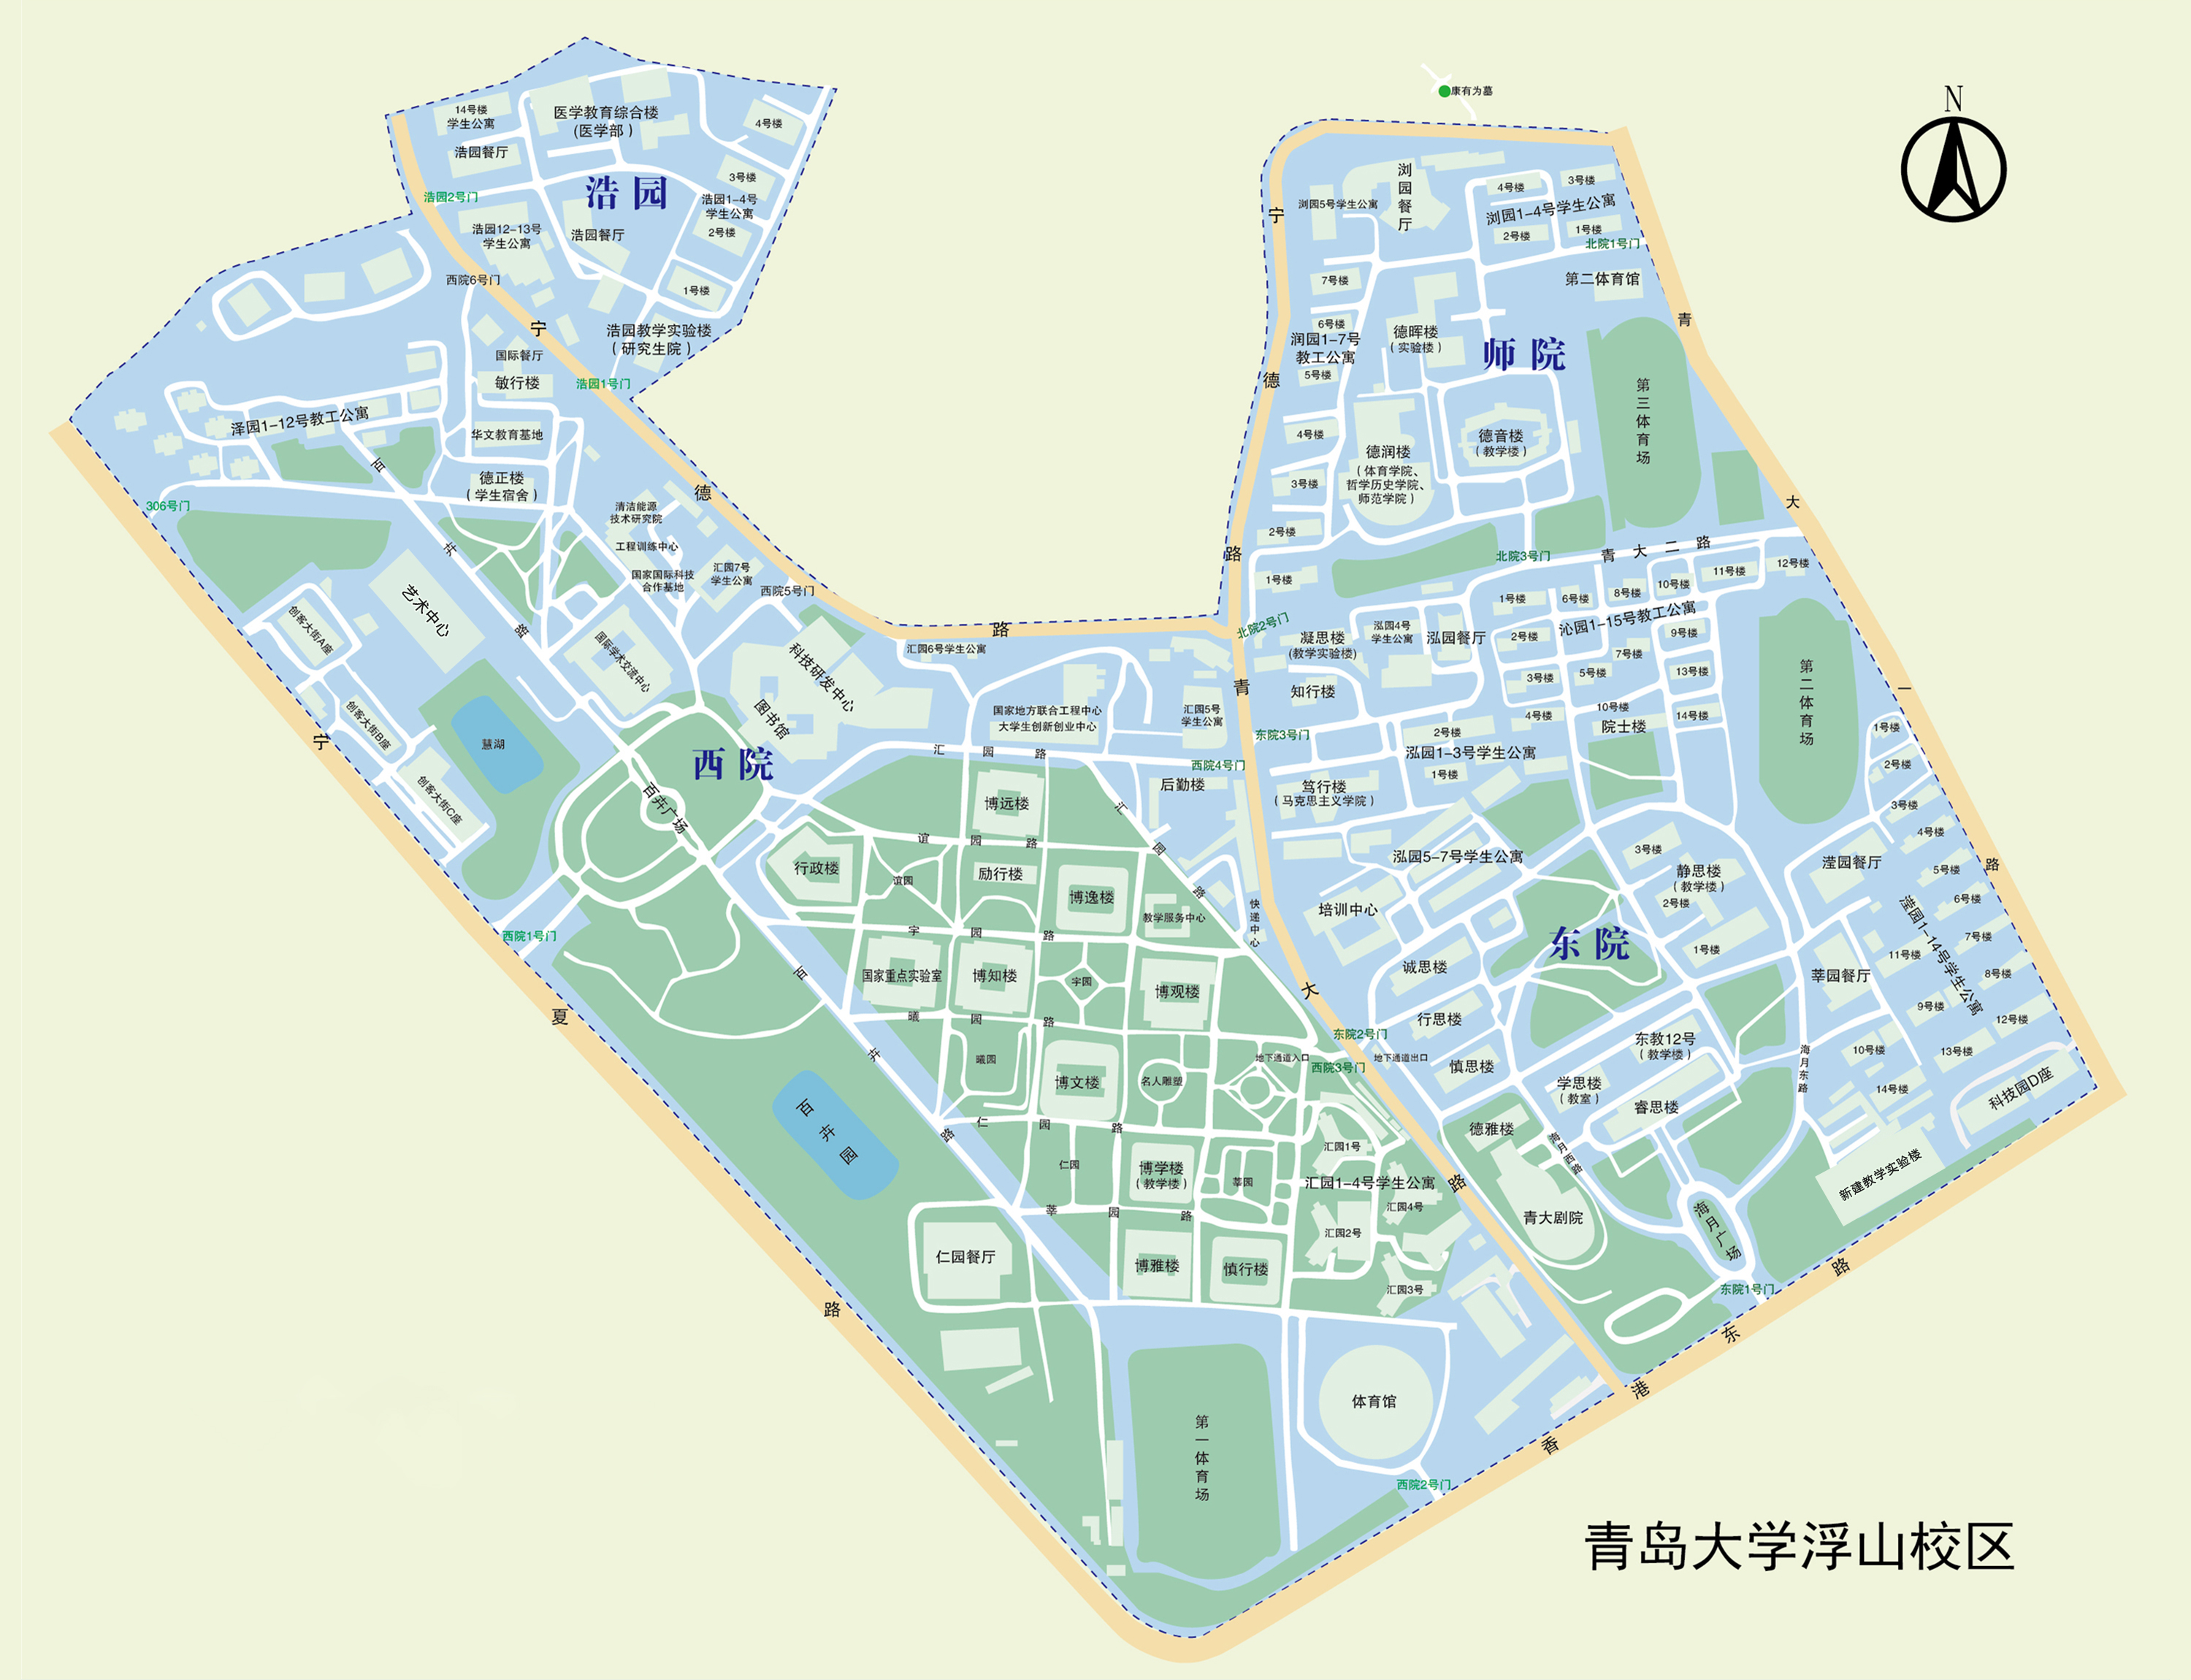 N
康有为墓
14号楼
学生公寓
医学教育综合楼
(医学部)
4号楼
浩园餐厅
浩园
3号楼
浩园1-4号
学生公寓
2号楼
浩园2号门
浩园12-13号
学生公寓
浩园餐厅
西院6号门
1号楼
宁
浩园教学实验楼
(研究生院)
国际餐厅
敏行楼
浩园1号门
泽园1-12号教工公寓
华文教育基地
德正楼
(学生宿舍)
百
卉
路
306号门
德
清洁能源
技术研究院
工程训练中心
国家国际科技
合作基地
汇园7号
学生公寓
西院5号门
路
艺术中心
创客大街A座
创客大街B座
创客大街C座
国际学术交流中心
科技研发中心
图书馆
慧湖
宁
西院
百卉广场
汇园6号学生公寓
国家地方联合工程中心
大学生创新创业中心
汇园5号
学生公寓
汇 园 路
西院4号门
后勤楼
博远楼
汇
园
路
谊 园 路
行政楼
谊园
励行楼
博逸楼
教学服务中心
快递中心
宇 园 路
国家重点实验室
博知楼
宇园
博观楼
西院1号门
百
卉
路
夏
曦 园 路
曦园
博文楼
名人雕塑
地下通道入口
西院3号门
百卉园
仁 园 路
仁园
博学楼
(教学楼)
莘园
汇园1号
汇园1-4号学生公寓
汇园4号
汇园2号
汇园3号
莘 园 路
仁园餐厅
博雅楼
慎行楼
路
体育馆
第一体育场
西院2号门
浏园餐厅
浏园5号学生公寓
4号楼
3号楼
浏园1-4号学生公寓
2号楼
1号楼
北院1号门
宁
第二体育馆
7号楼
6号楼
润园1-7号
教工公寓
5号楼
德晖楼
(实验楼)
师院
青
德
第三体育场
4号楼
德润楼
(体育学院、
哲学历史学院、
师范学院)
德音楼
(教学楼)
3号楼
大
2号楼
路
北院3号门
青大二路
1号楼
12号楼
11号楼
10号楼
8号楼
6号楼
1号楼
沁园1-15号教工公寓
北院2号门
凝思楼
(教学实验楼)
泓园4号
学生公寓
泓园餐厅
2号楼
9号楼
7号楼
5号楼
3号楼
13号楼
青
知行楼
10号楼
4号楼
14号楼
院士楼
第二体育场
一
东院3号门
2号楼
泓园1-3号学生公寓
1号楼
笃行楼
(马克思主义学院)
1号楼
2号楼
3号楼
4号楼
路
泓园5-7号学生公寓
3号楼
静思楼
(教学楼)
2号楼
1号楼
滢园餐厅
5号楼
6号楼
滢园1-14号学生公寓
7号楼
8号楼
培训中心
东院
诚思楼
莘园餐厅
11号楼
9号楼
12号楼
大
行思楼
东院2号门
地下通道出口
慎思楼
东教12号
(教学楼)
海月东路
10号楼
13号楼
14号楼
学思楼
(教室)
睿思楼
科技园D座
德雅楼
海月西路
新建教学实验楼
路
青大剧院
海月广场
东院1号门
路
东
港
香
青岛大学浮山校区